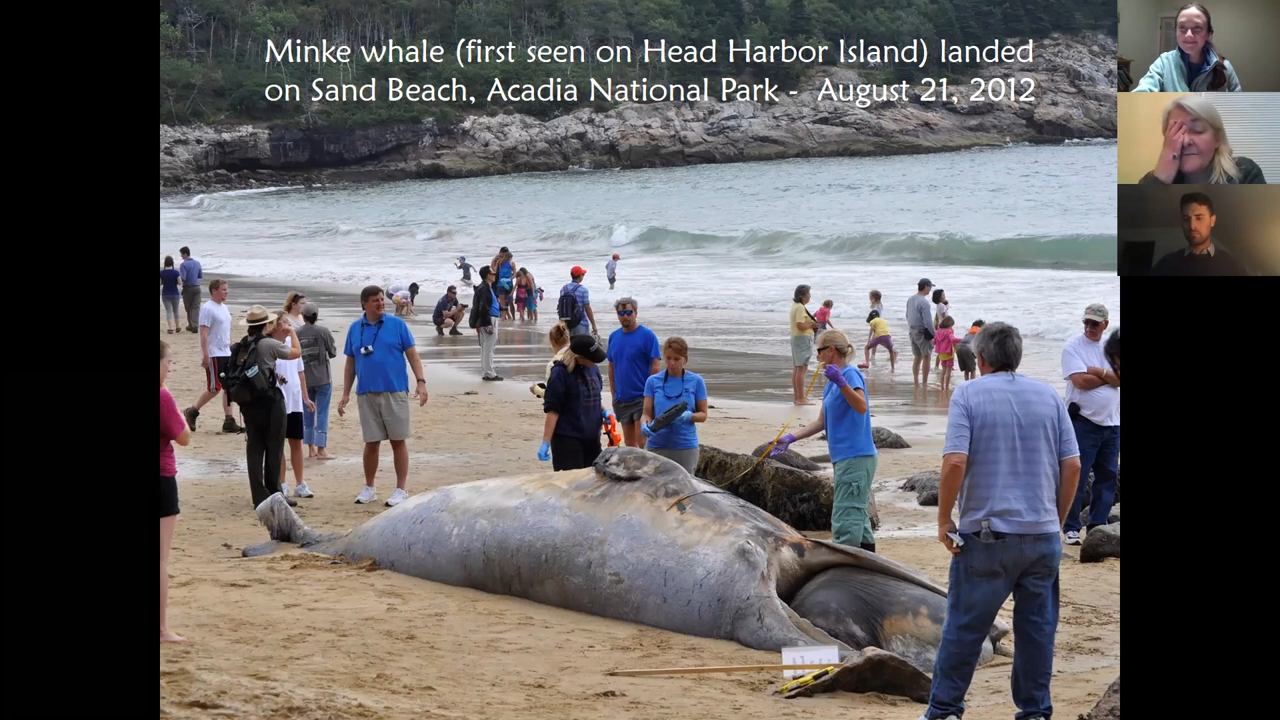 Minke whale (first seen on Head Harbor Island) landed
on Sand Beach, Acadia National Park - August 21, 2012